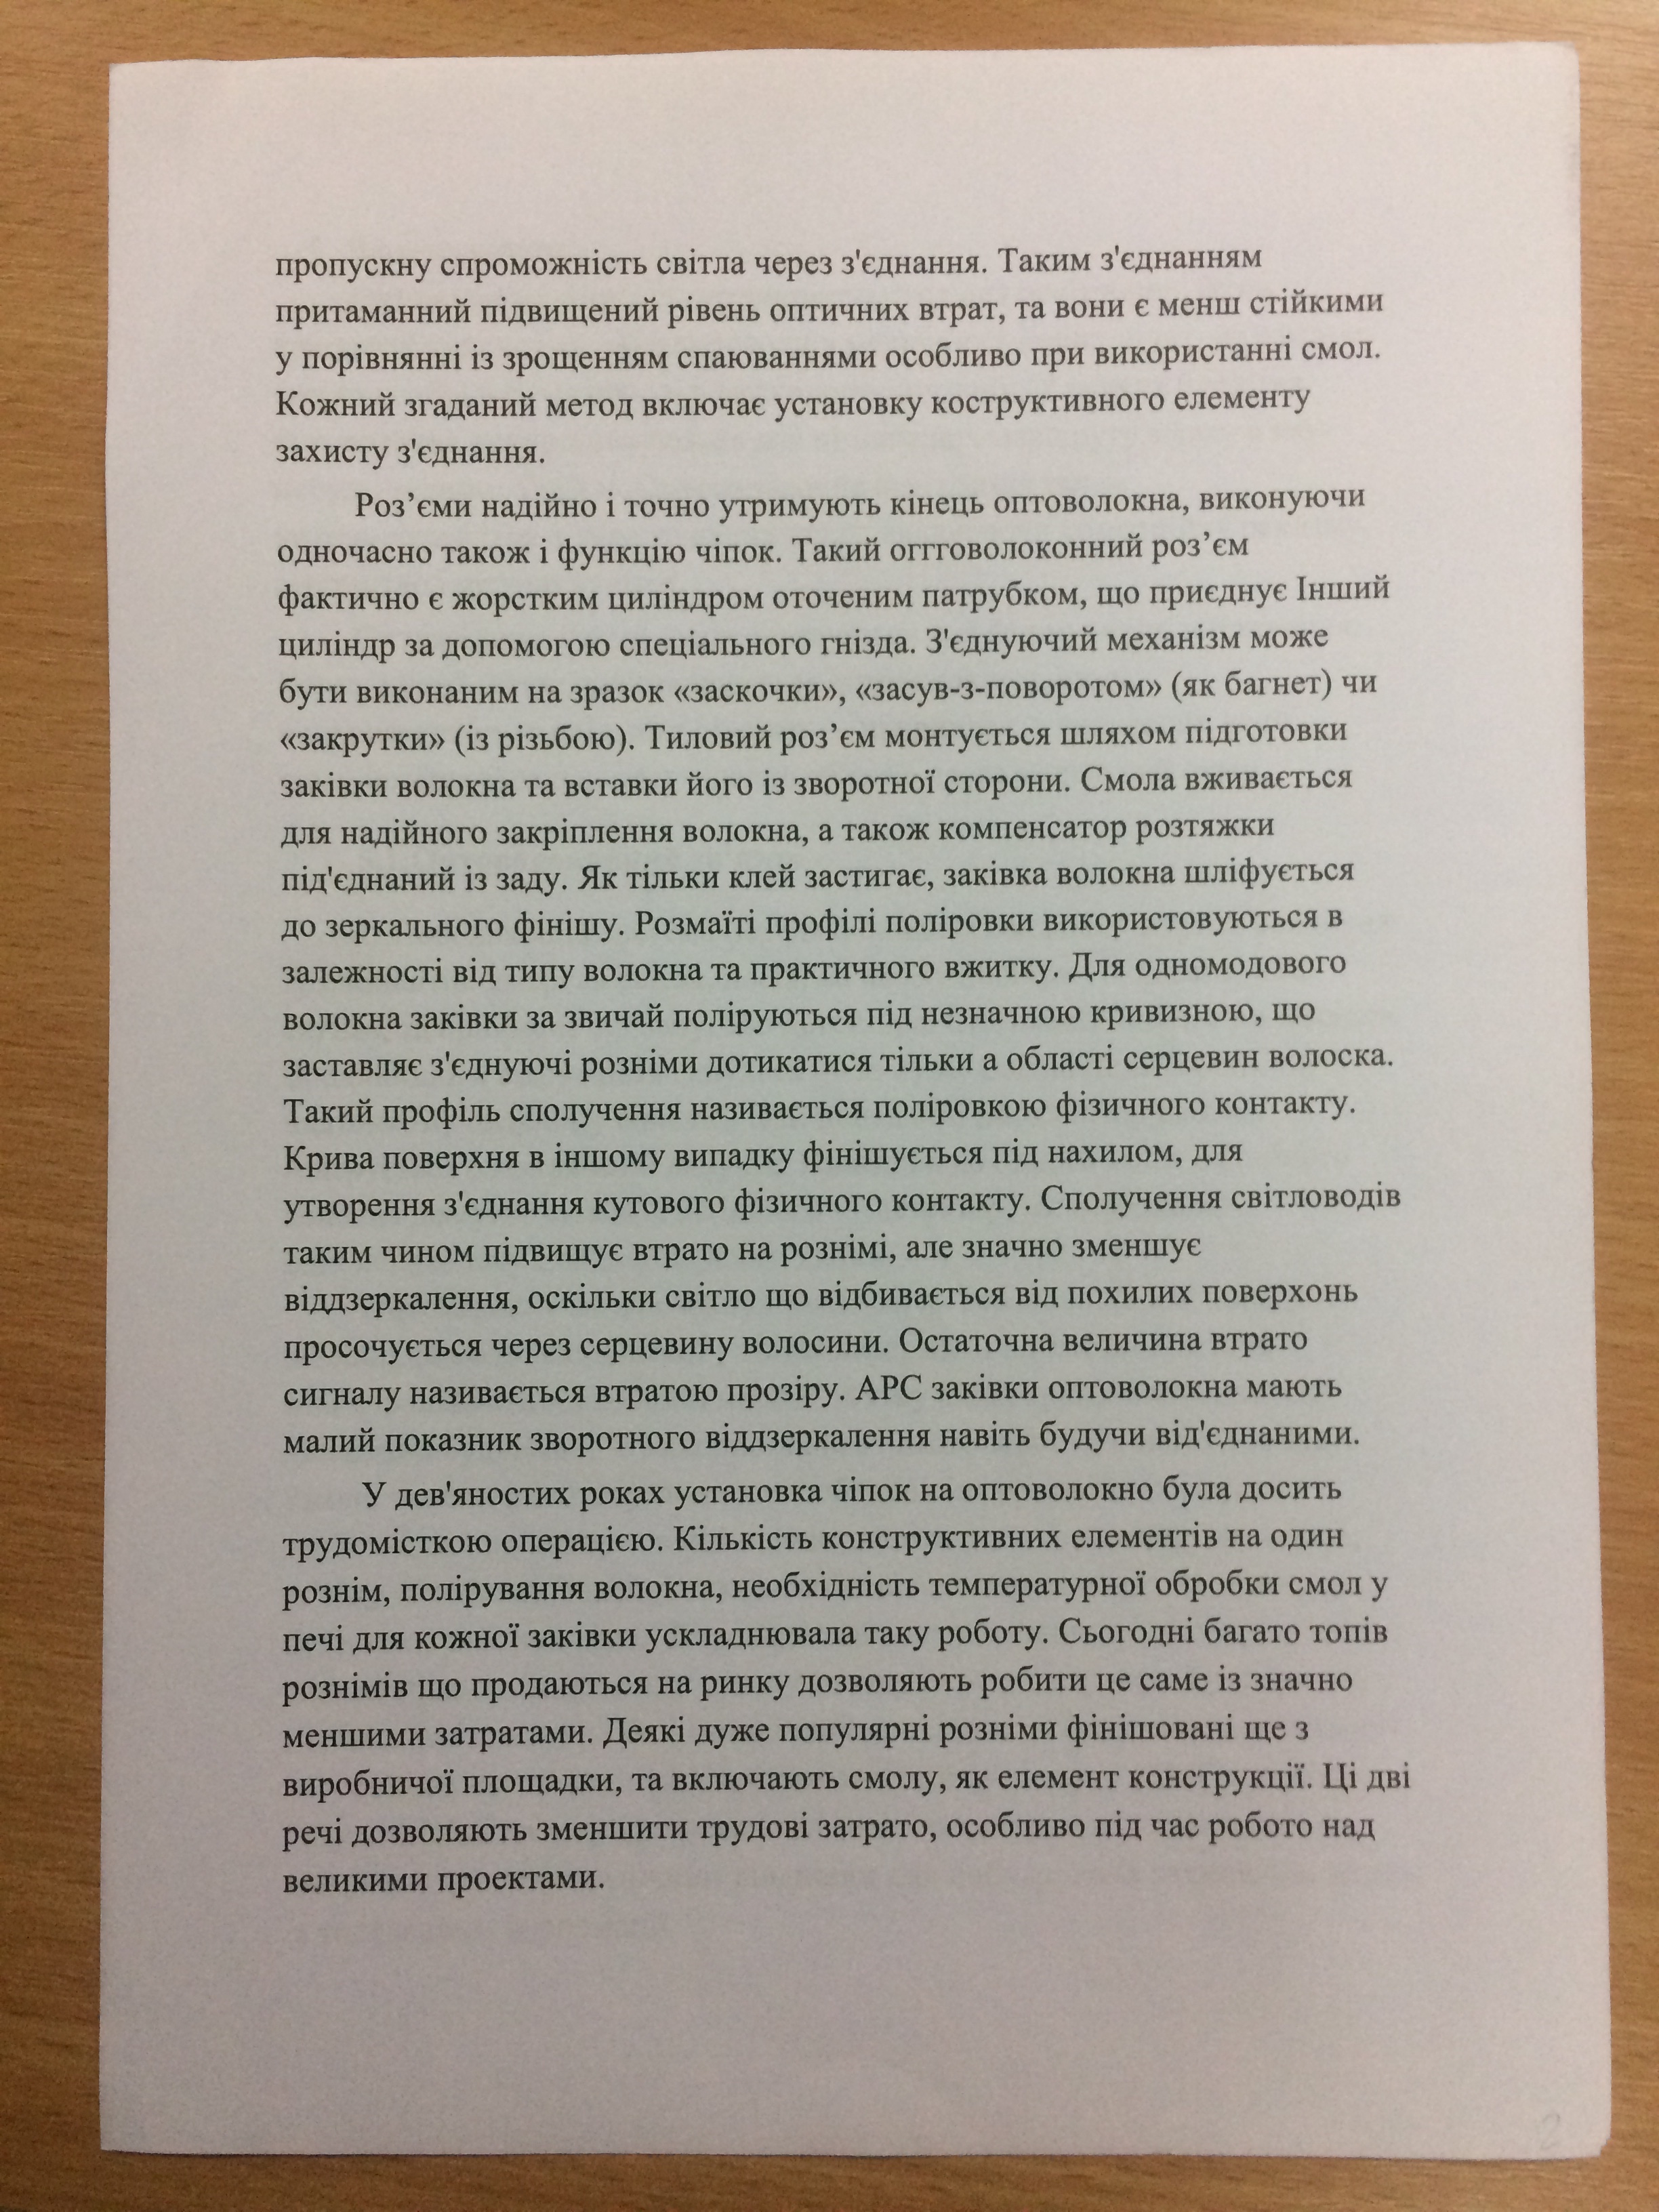 пропускну спроможність світла через з'єднання. Таким з'єднанням
притаманний підвищений рівень оптичних втрат, та вони є менш стійкими
у порівнянні із зрощенням спаюваннями особливо при використанні смол.
Кожний згаданий метод включає установку коструктивного елементу
захисту з'єднання.
Роз’єми надійно і точно утримують кінець оптоволокна, виконуючи
одночасно також і функцію чіпок. Такий оггговолоконний роз’єм
фактично є жорстким циліндром оточеним патрубком, що приєднує Інший
циліндр за допомогою спеціального гнізда. З'єднуючий механізм може
бути виконаним на зразок «заскочки», «засув-з-поворотом» (як багнет) чи
«закрутки» (із різьбою). Тиловий роз’єм монтується шляхом підготовки
заківки волокна та вставки його із зворотної сторони. Смола вживається
для надійного закріплення волокна, а також компенсатор розтяжки
під'єднаний із заду. Як тільки клей застигає, заківка волокна шліфується
до зеркального фінішу. Розмаїті профілі поліровки використовуються в
залежності від типу волокна та практичного вжитку. Для одномодового
волокна заківки за звичай поліруються під незначною кривизною, що
заставляє з'єднуючі розніми дотикатися тільки а області серцевин волоска.
Такий профіль сполучення називається поліровкою фізичного контакту.
Крива поверхня в іншому випадку фінішується під нахилом, для
утворення з'єднання кутового фізичного контакту. Сполучення світловодів
таким чином підвищує втрато на рознімі, але значно зменшує
віддзеркалення, оскільки світло що відбивається від похилих поверхонь
просочується через серцевину волосини. Остаточна величина втрато
сигналу називається втратою прозіру. APC заківки оптоволокна мають
малий показник зворотного віддзеркалення навіть будучи від'єднаними.
У дев'яностих роках установка чіпок на оптоволокно була досить
трудомісткою операцією. Кількість конструктивних елементів на один
рознім, полірування волокна, необхідність температурної обробки смол у
печі для кожної заківки ускладнювала таку роботу. Сьогодні багато топів
рознімів що продаються на ринку дозволяють робити це саме із значно
меншими затратами. Деякі дуже популярні розніми фінішовані ще з
виробничої площадки, та включають смолу, як елемент конструкції. Ці дві
речі дозволяють зменшити трудові затрато, особливо під час робото над
великими проектами.
2